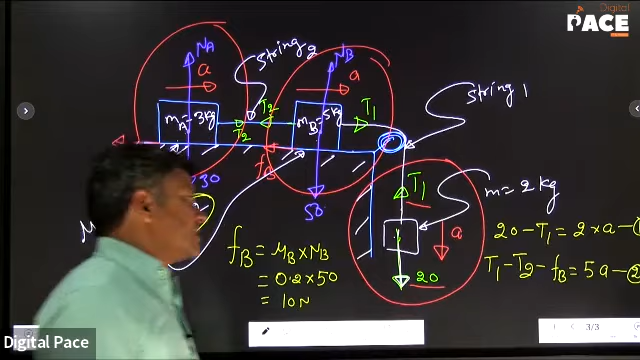 Digital
PACE
NA
a
String 2
NB
a
mA=3kg
T2
T2
mB=5kg
T1
String 1
fB
30
50
T1
m=2kg
a
20
fB = μB×NB
= 0.2×50
= 10N
20-T1=2×a-①
T1-T2-fB=5a-②
3/3
Digital Pace